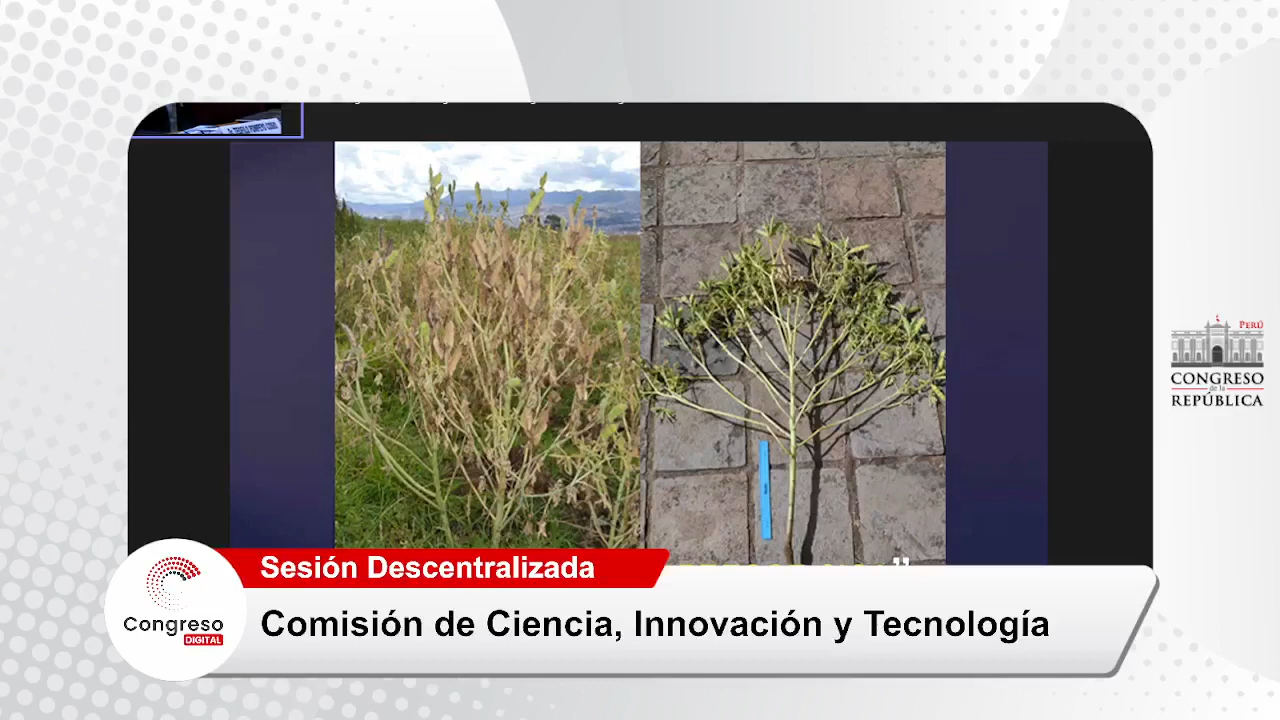 PERÚ
CONGRESO
de la
REPÚBLICA
Sesión Descentralizada
Congreso
DIGITAL
Comisión de Ciencia, Innovación y Tecnología